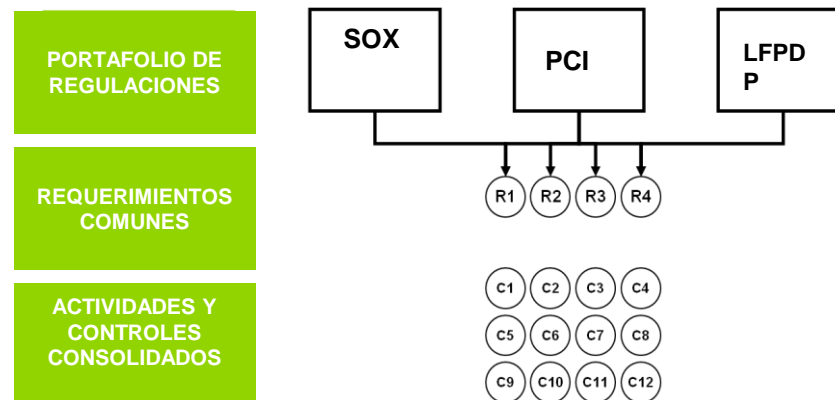 PORTAFOLIO DE
REGULACIONES
SOX
PCI
LFPD
P
REQUERIMIENTOS
COMUNES
R1 R2 R3 R4
ACTIVIDADES Y
CONTROLES
CONSOLIDADOS
C1 C2 C3 C4
C5 C6 C7 C8
C9 C10 C11 C12